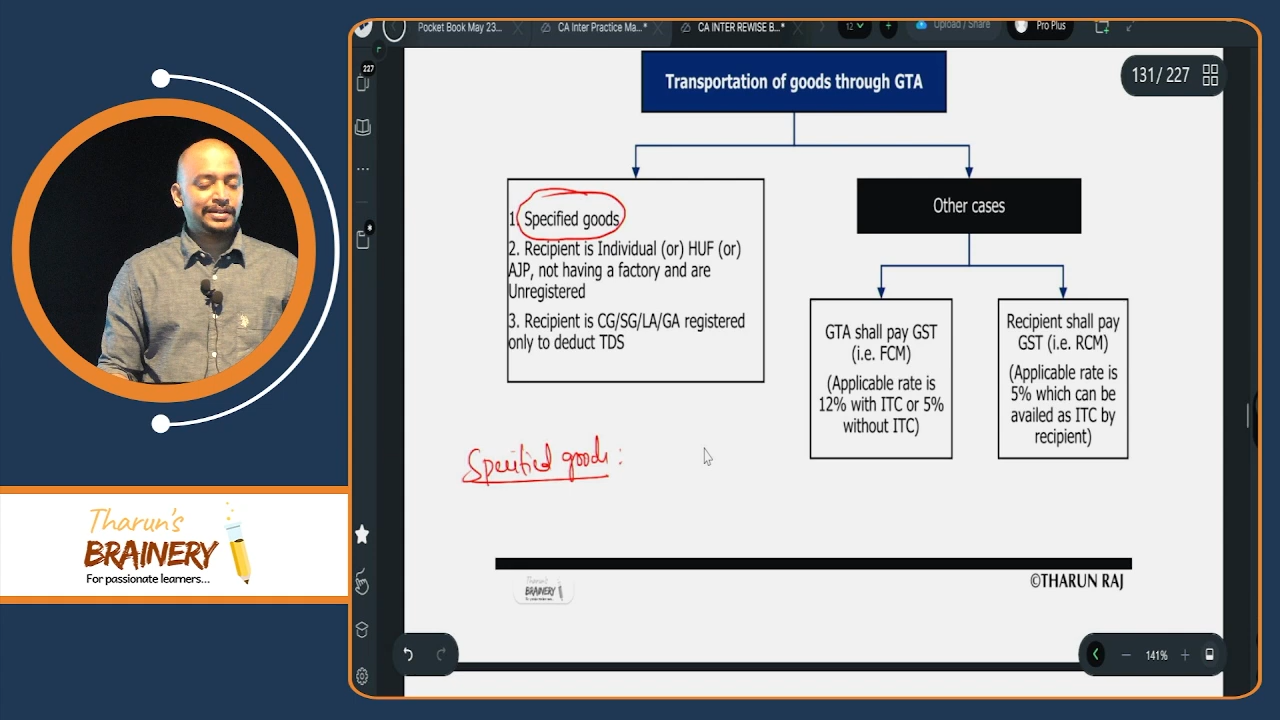 Pocket Book May 23...
CA Inter Practice Ma...*
CA INTER REWISE B...*
12
Upload / Share
Pro Plus
227
131/ 227
Transportation of goods through GTA
1. Specified goods
2. Recipient is Individual (or) HUF (or)
AJP, not having a factory and are
Unregistered
3. Recipient is CG/SG/LA/GA registered
only to deduct TDS
Other cases
GTA shall pay GST
(i.e. FCM)
(Applicable rate is
12% with ITC or 5%
without ITC)
Recipient shall pay
GST (i.e. RCM)
(Applicable rate is
5% which can be
availed as ITC by
recipient)
Specified goods:
Tharun's
BRAINERY
For passionate learners...
Tharun's
BRAINERY
©THARUN RAJ
141%